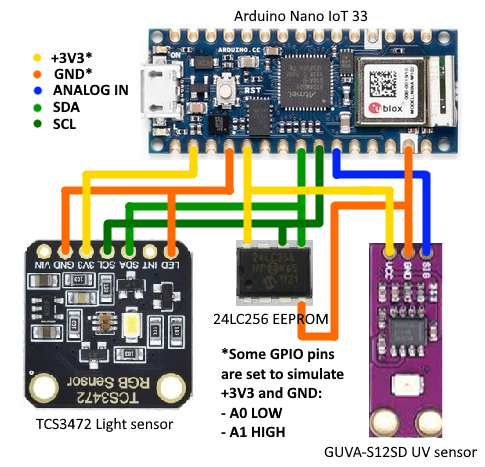 Arduino Nano IoT 33
+3V3*
GND*
ANALOG IN
SDA
SCL
ON
ARDUINO.CC
RST
Atmel
ublox
VIN
GND
3V3
SCL
SDA
INT
LED
24LC256
VCC
GND
SIG
24LC256 EEPROM
TCS3472
RGB Sensor
*Some GPIO pins
are set to simulate
+3V3 and GND:
- A0 LOW
- A1 HIGH
TCS3472 Light sensor
GUVA-S12SD UV sensor